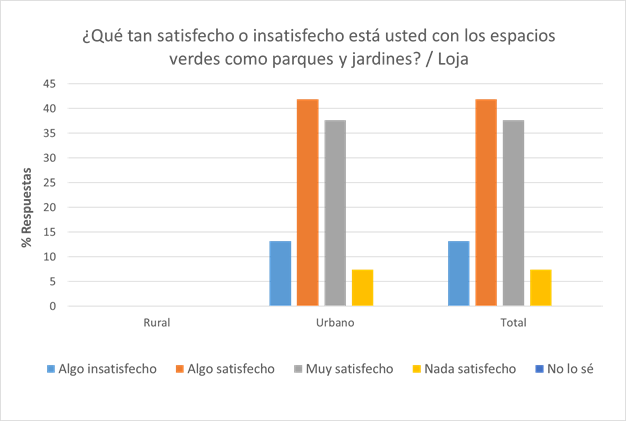 ¿Qué tan satisfecho o insatisfecho está usted con los espacios
verdes como parques y jardines? / Loja
% Respuestas
45
40
35
30
25
20
15
10
5
0
Rural Urbano Total
Algo insatisfecho Algo satisfecho Muy satisfecho Nada satisfecho No lo sé